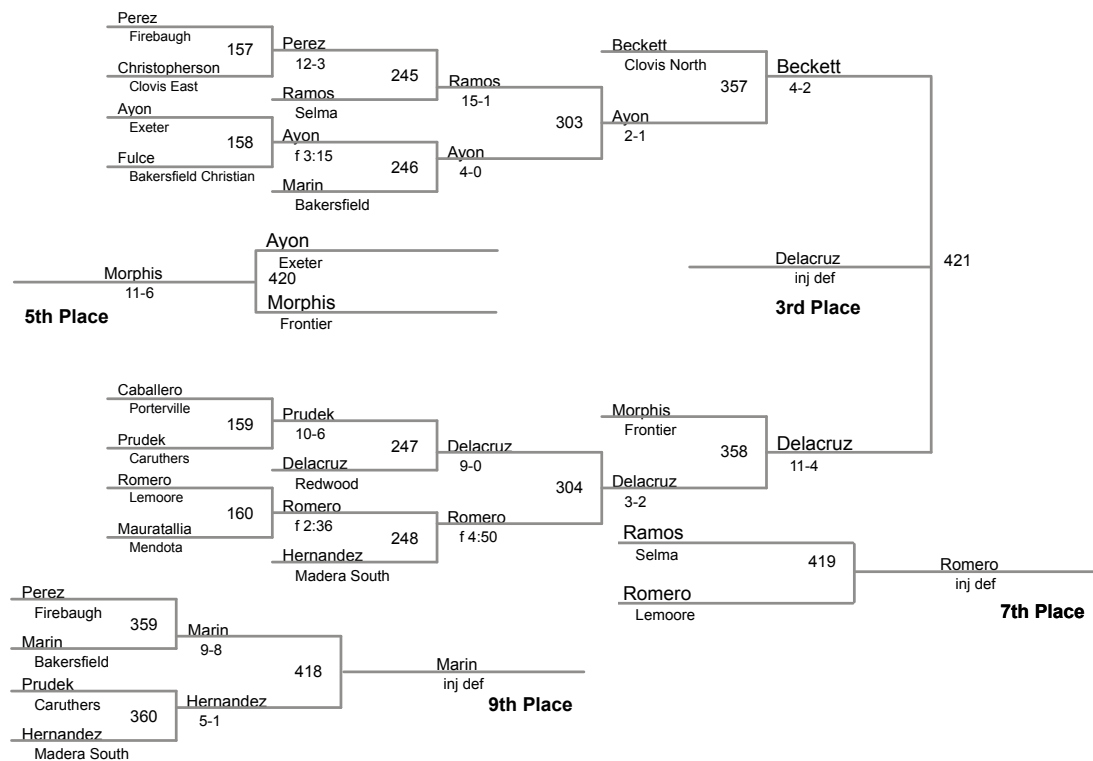 Perez
Firebaugh
157
Christopherson
Clovis East
Perez
12-3
245
Ramos
Selma
Ramos
15-1
Ayon
Exeter
158
Fulce
Bakersfield Christian
Ayon
f 3:15
246
Marin
Bakersfield
Ayon
4-0
303
Beckett
Clovis North
357
Ayon
2-1
Beckett
4-2
Ayon
Exeter
420
Morphis
Frontier
Morphis
11-6
5th Place
Delacruz
inj def
3rd Place
421
Caballero
Porterville
159
Prudek
Caruthers
Prudek
10-6
247
Delacruz
Redwood
Delacruz
9-0
Romero
Lemoore
160
Mauratallia
Mendota
Romero
f 2:36
248
Hernandez
Madera South
Romero
f 4:50
304
Morphis
Frontier
358
Delacruz
3-2
Delacruz
11-4
Ramos
Selma
419
Romero
Lemoore
Romero
inj def
7th Place
Perez
Firebaugh
359
Marin
Bakersfield
Marin
9-8
418
Prudek
Caruthers
360
Hernandez
Madera South
Hernandez
5-1
Marin
inj def
9th Place